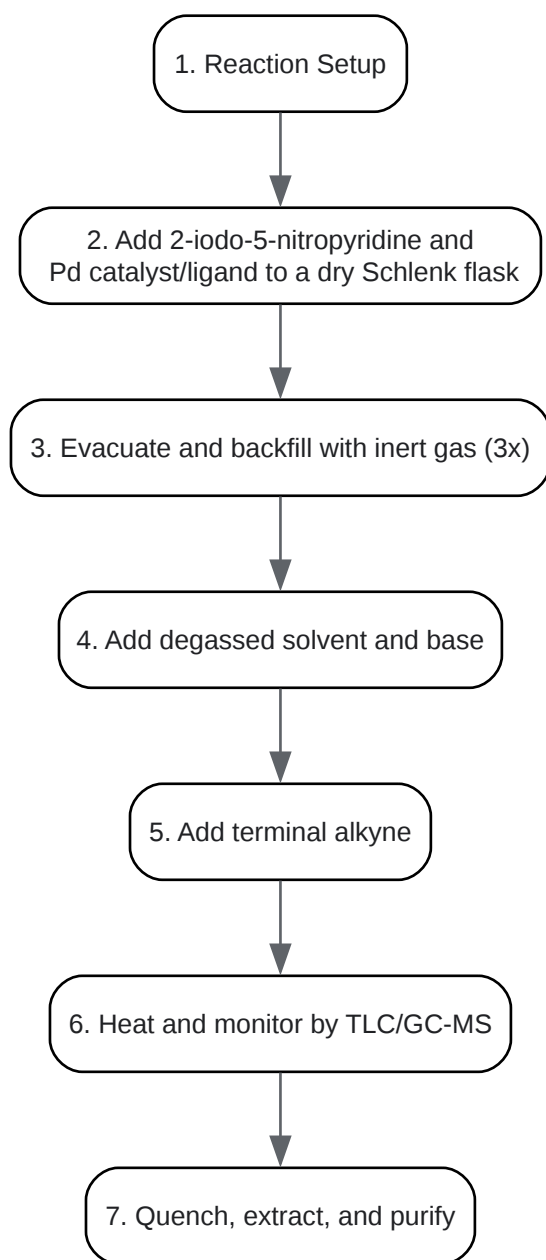 1. Reaction Setup
2. Add 2-iodo-5-nitropyridine and
Pd catalyst/ligand to a dry Schlenk flask
3. Evacuate and backfill with inert gas (3x)
4. Add degassed solvent and base
5. Add terminal alkyne
6. Heat and monitor by TLC/GC-MS
7. Quench, extract, and purify